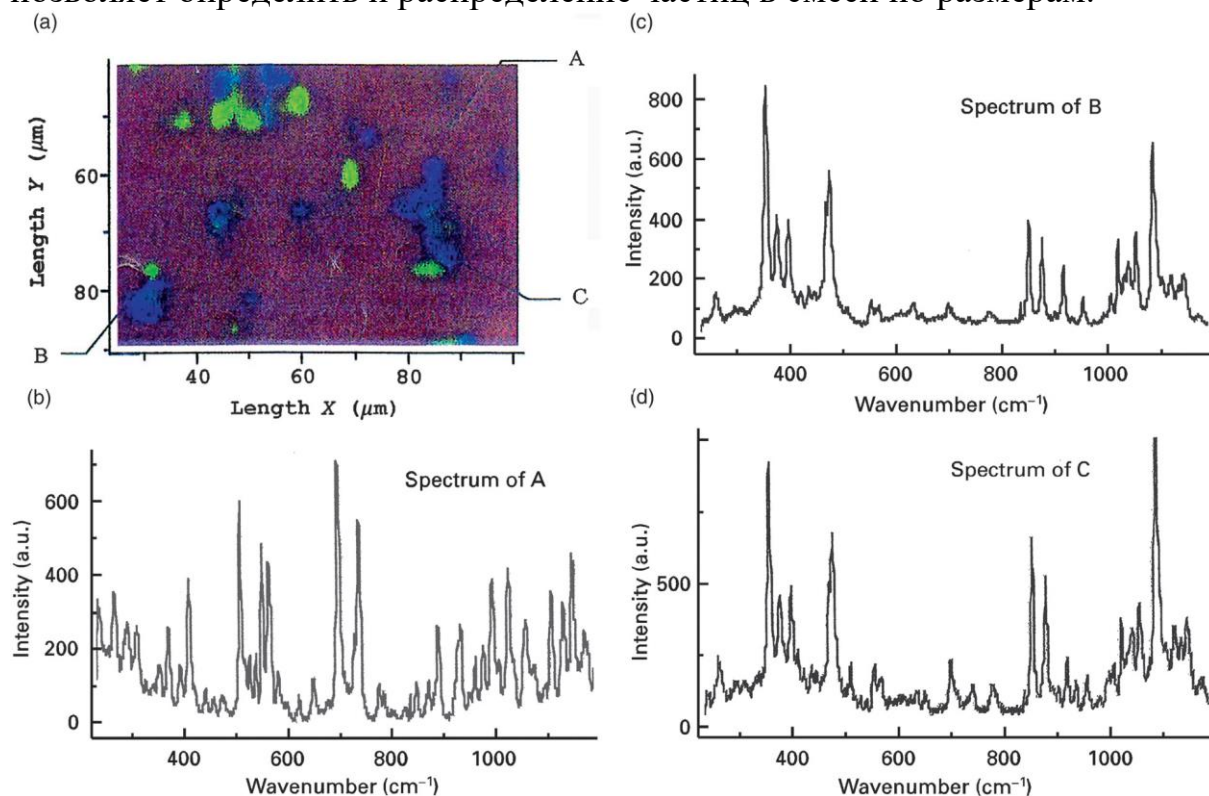 позволяет определить и распределение частиц в смеси по размерам.
(a)
A
Length Y (μm)
60
80
C
B
40
60
80
Length X (μm)
(c)
Spectrum of B
Intensity (a.u.)
800
600
400
200
0
400
600
800
1000
Wavenumber (cm⁻¹)
(b)
Spectrum of A
Intensity (a.u.)
600
400
200
0
400
600
800
1000
Wavenumber (cm⁻¹)
(d)
Spectrum of C
Intensity (a.u.)
500
0
400
600
800
1000
Wavenumber (cm⁻¹)